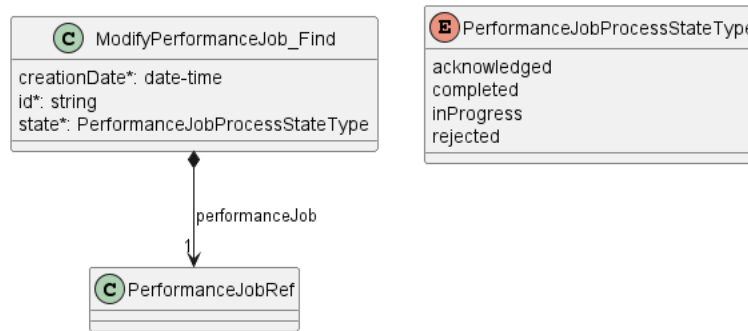 C ModifyPerformanceJob_Find
creationDate*: date-time
id*: string
state*: PerformanceJobProcessStateType
E PerformanceJobProcessStateType
acknowledged
completed
inProgress
rejected
performanceJob
1
C PerformanceJobRef